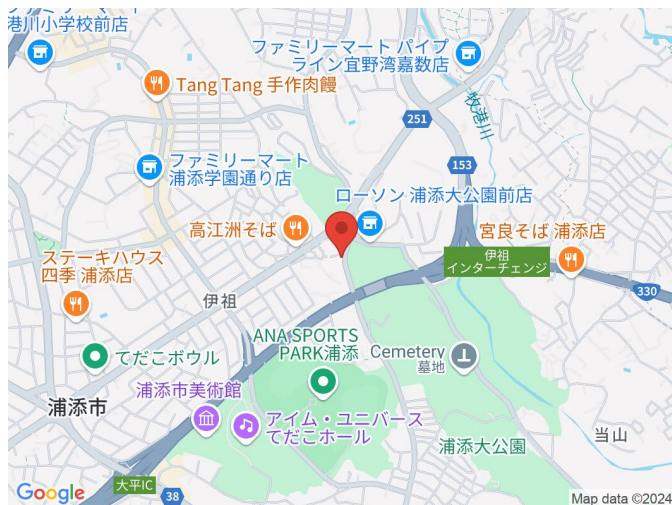 ファミリーマート
港川小学校前店
ファミリーマート パイプ
ライン宜野湾嘉数店
Tang Tang 手作肉饅
牧港川
251
153
ファミリーマート
浦添学園通り店
ローソン 浦添大公園前店
高江洲そば
宮良そば 浦添店
ステーキハウス
四季 浦添店
伊祖
インターチェンジ
330
伊祖
ANA SPORTS
PARK浦添
Cemetery
墓地
てだこボウル
浦添市美術館
浦添市
アイム・ユニバース
てだこホール
浦添大公園
当山
大平IC
38
Google
Map data ©2024